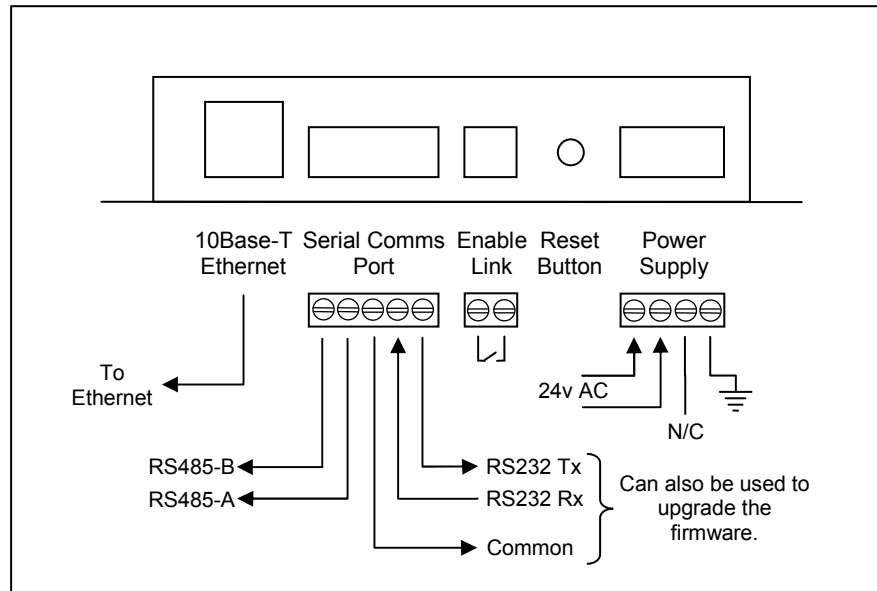 10Base-T
Ethernet
Serial Comms
Port
Enable
Link
Reset
Button
Power
Supply
To
Ethernet
24v AC
N/C
RS485-B
RS485-A
RS232 Tx
RS232 Rx
Common
Can also be used to
upgrade the
firmware.